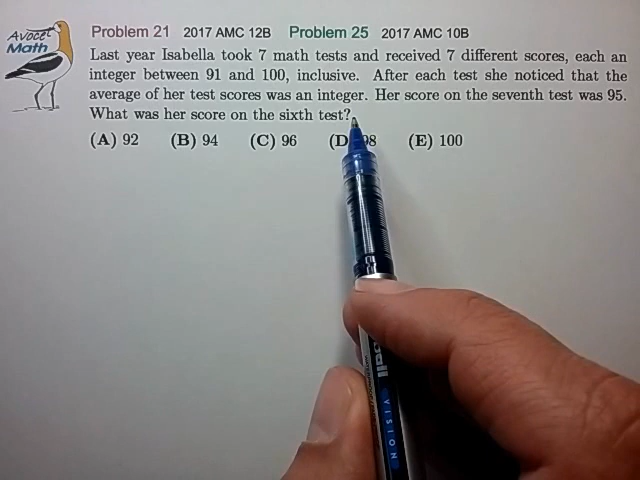 Avocet
Math
Problem 21 2017 AMC 12B Problem 25 2017 AMC 10B
Last year Isabella took 7 math tests and received 7 different scores, each an
integer between 91 and 100, inclusive. After each test she noticed that the
average of her test scores was an integer. Her score on the seventh test was 95.
What was her score on the sixth test?
(A) 92 (B) 94 (C) 96 (D 98 (E) 100
VISION